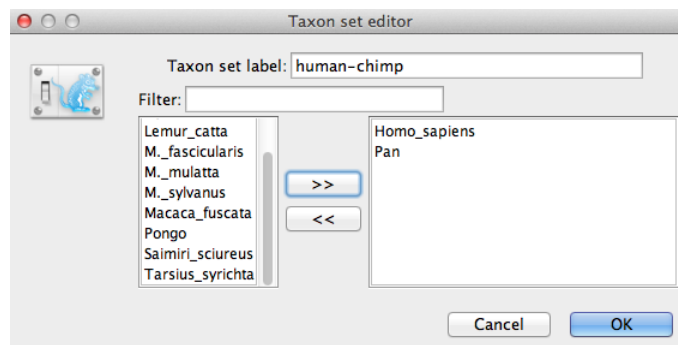 Taxon set editor
Taxon set label: human-chimp
Filter:
Lemur_catta
M._fascicularis
M._mulatta
M._sylvanus
Macaca_fuscata
Pongo
Saimiri_sciureus
Tarsius_syrichta
>>
<<
Homo_sapiens
Pan
Cancel
OK